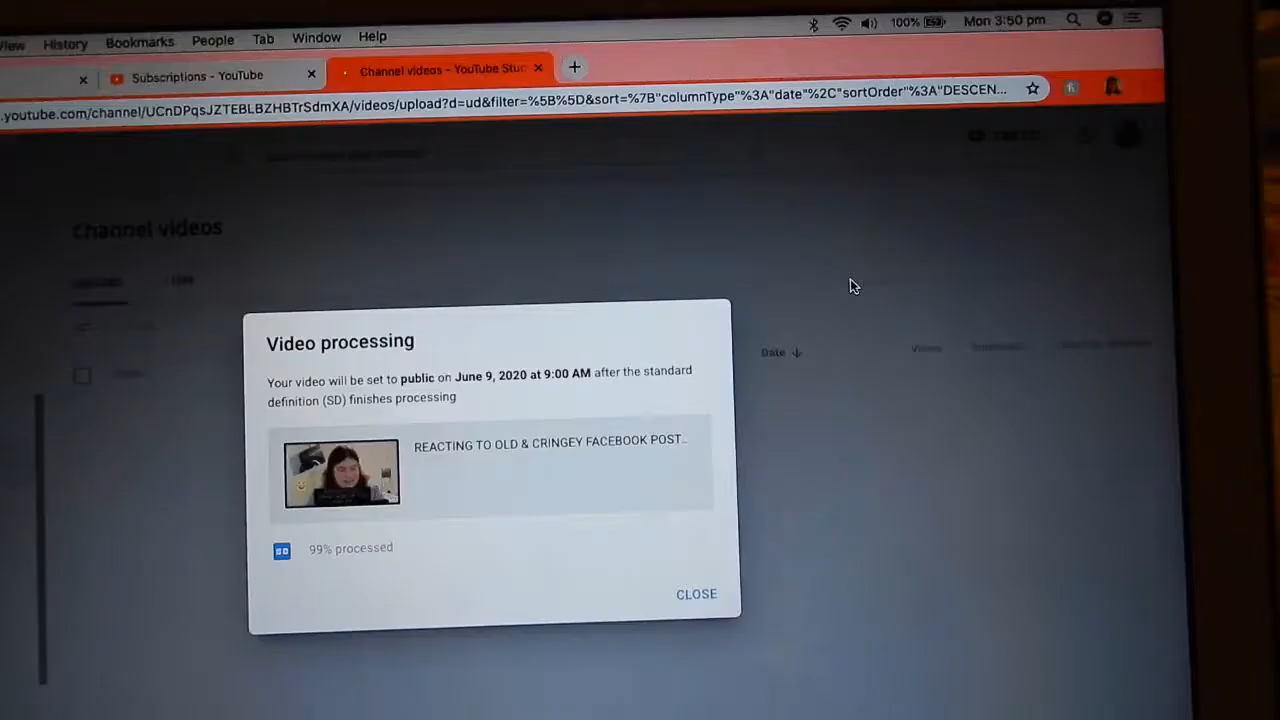 View History Bookmarks People Tab Window Help 100% Mon 3:50 pm
Subscriptions - YouTube Channel videos - YouTube Stuc
.youtube.com/channel/UCnDPqsJZTEBLBZHBTrSdmXA/videos/upload?d=ud&filter=%5B%5D&sort=%7B"columnType"%3A"date"%2C"sortOrder"%3A"DESCEN...
Channel videos
Date
Video processing
Your video will be set to public on June 9, 2020 at 9:00 AM after the standard
definition (SD) finishes processing
REACTING TO OLD & CRINGEY FACEBOOK POST...
SD 99% processed
CLOSE